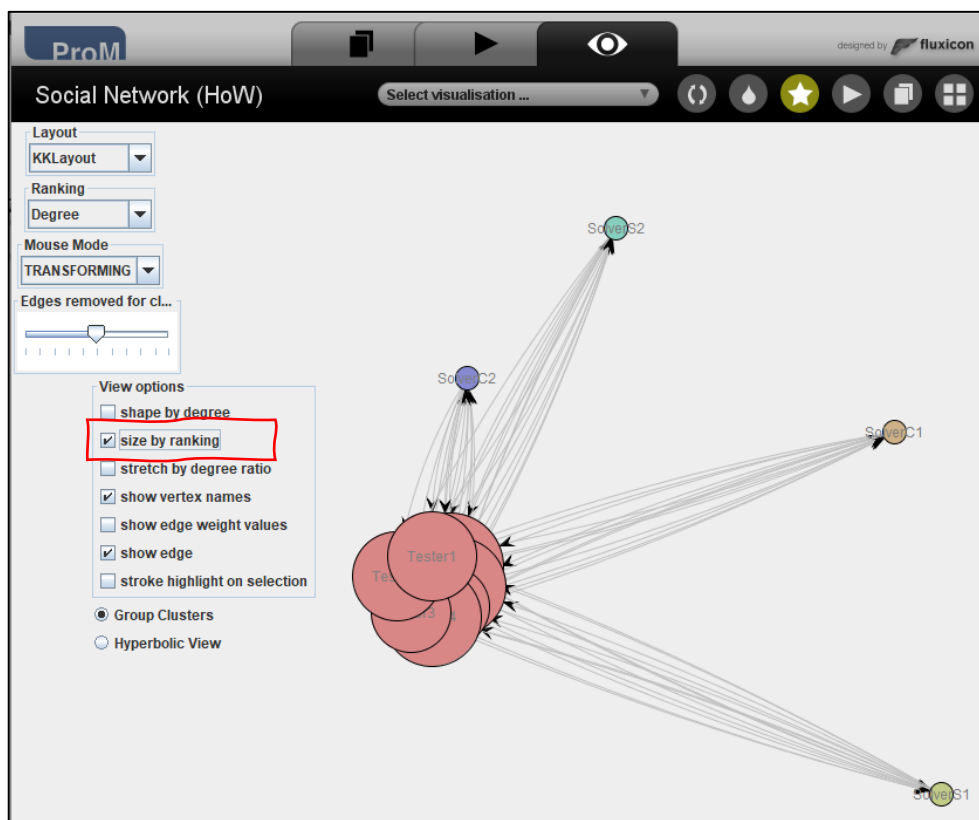 ProM
designed by fluxicon
Social Network (HoW)
Select visualisation ...
Layout
KKLayout
Ranking
Degree
Mouse Mode
TRANSFORMING
Edges removed for cl...
View options
shape by degree
size by ranking
stretch by degree ratio
show vertex names
show edge weight values
show edge
stroke highlight on selection
Group Clusters
Hyperbolic View
SolverS2
SolverC2
SolverC1
Tester1
SolverS1